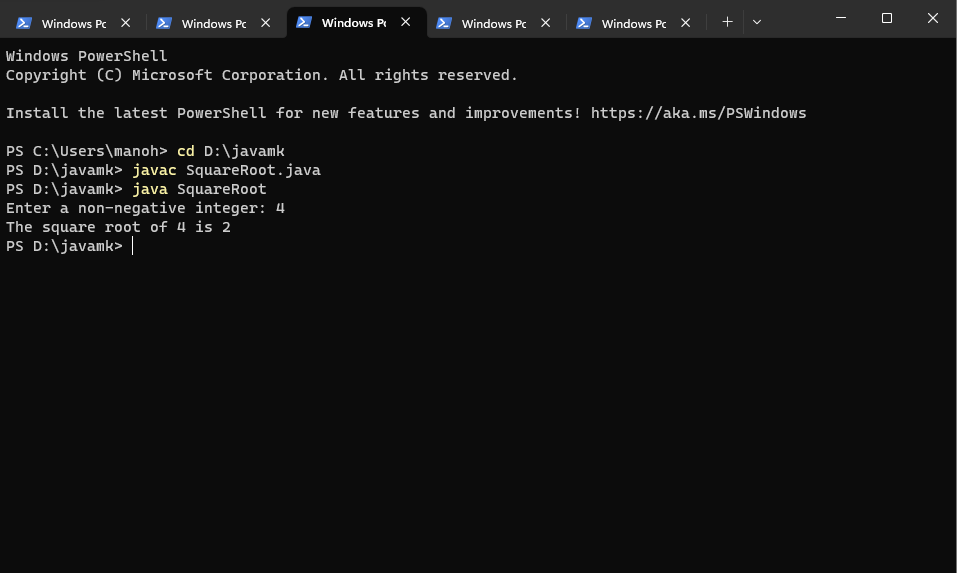 Windows Pc Windows Pc Windows Pc Windows Pc Windows Pc
Windows PowerShell
Copyright (C) Microsoft Corporation. All rights reserved.
Install the latest PowerShell for new features and improvements! https://aka.ms/PSWindows
PS C:\Users\manoh> cd D:\javamk
PS D:\javamk> javac SquareRoot.java
PS D:\javamk> java SquareRoot
Enter a non-negative integer: 4
The square root of 4 is 2
PS D:\javamk>